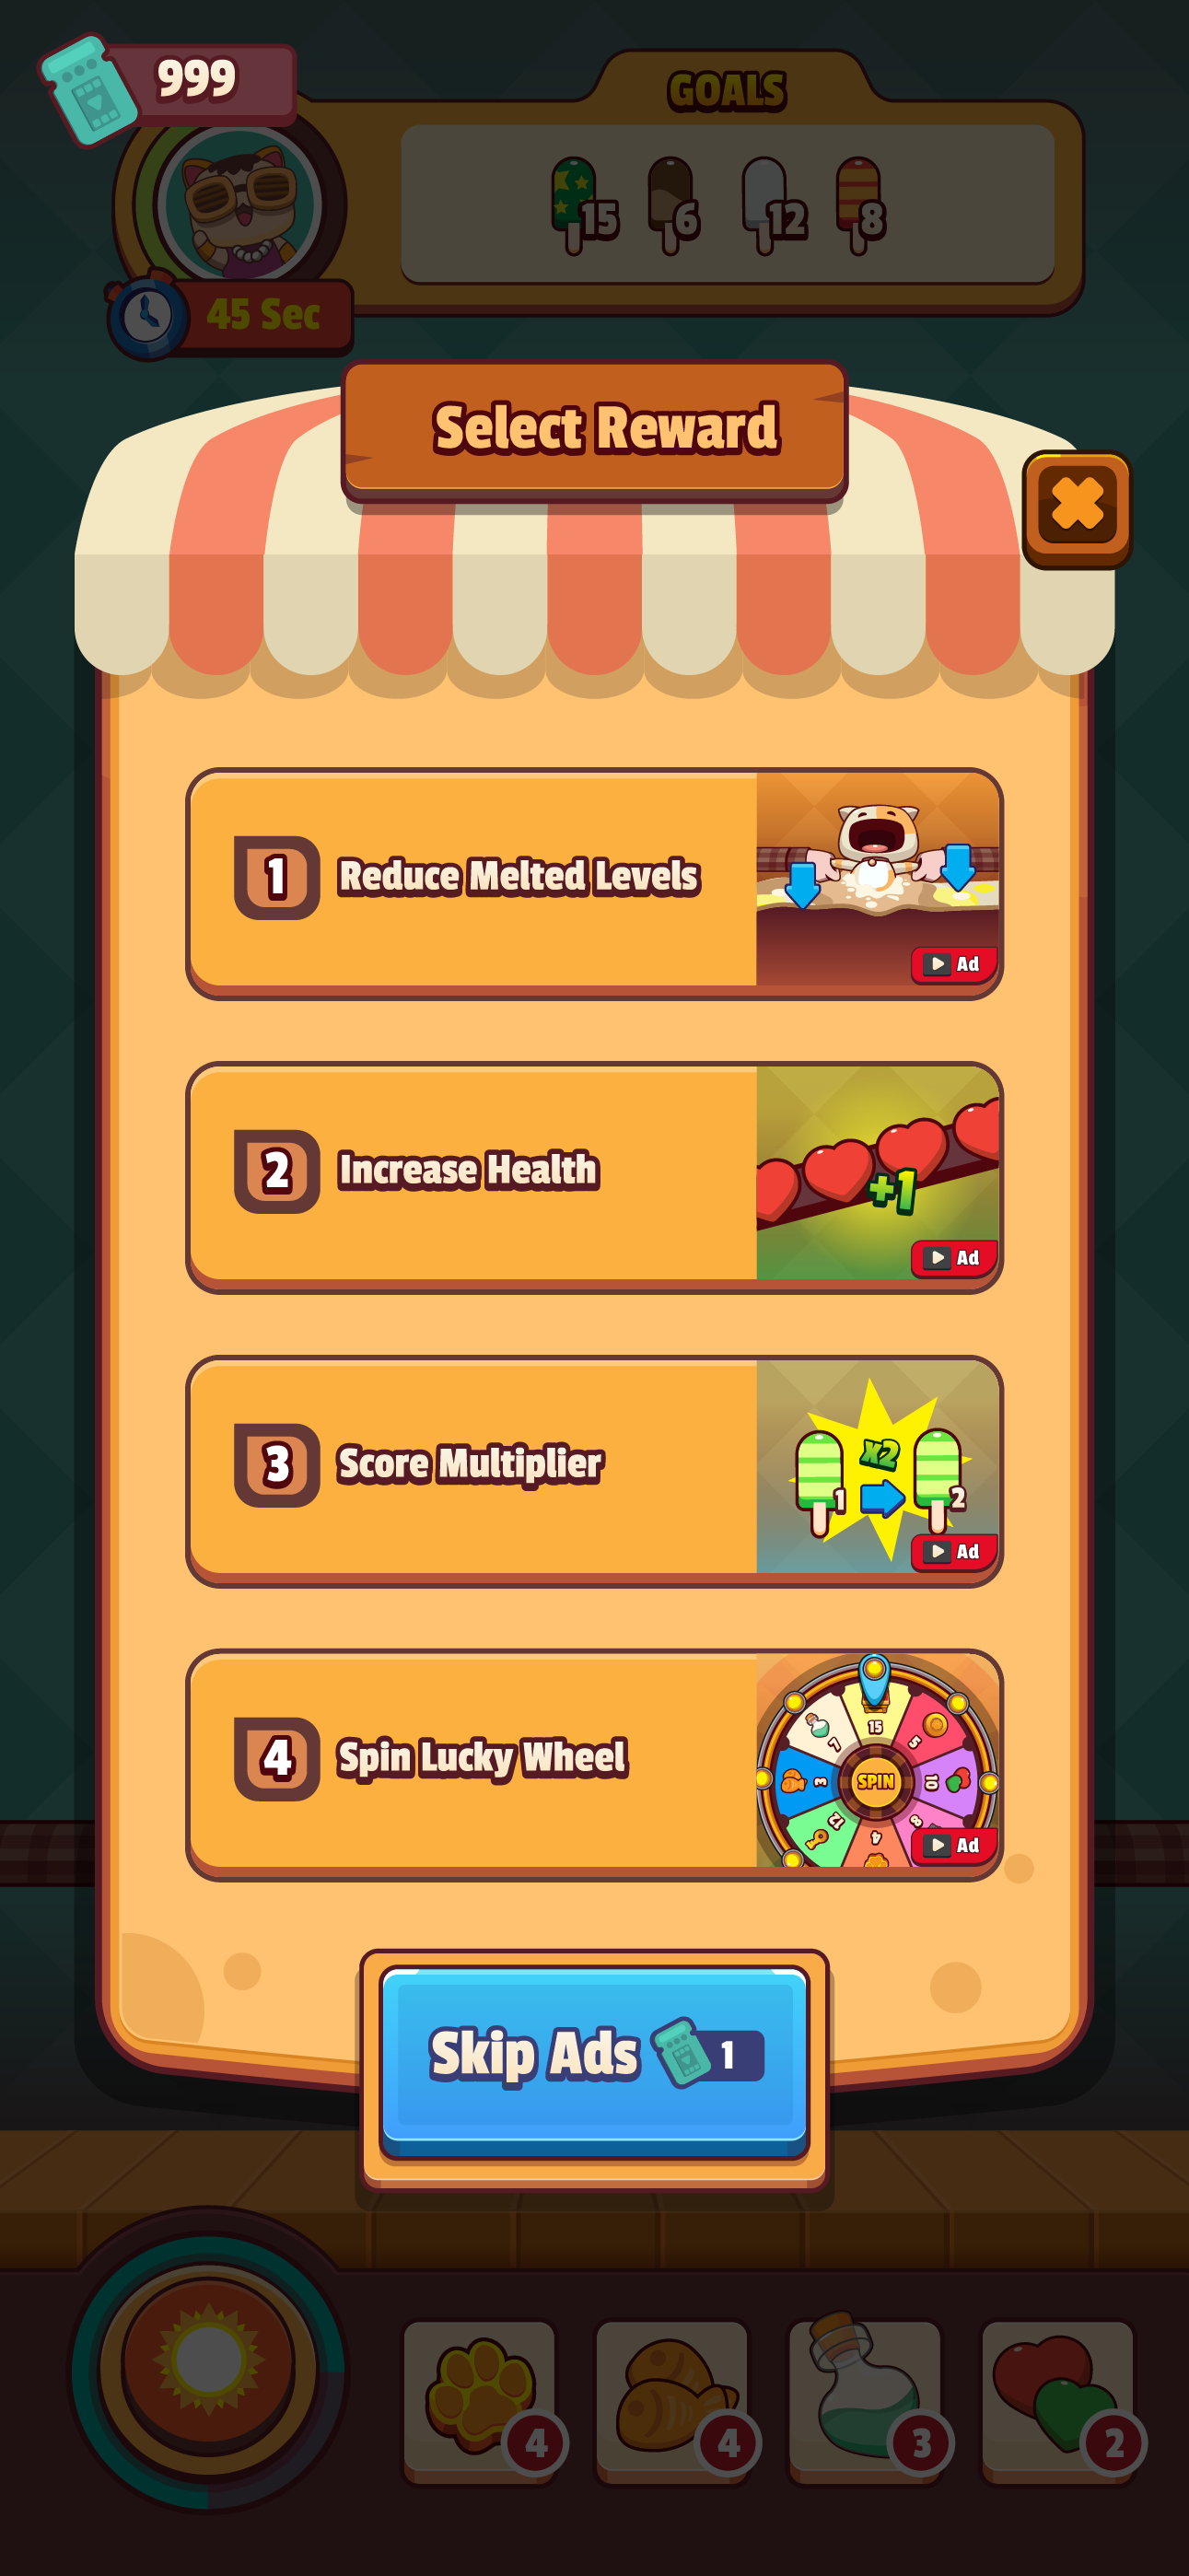 999
GOALS
15 6 12 8
45 Sec
Select Reward
1 Reduce Melted Levels
Ad
2 Increase Health
+1
Ad
3 Score Multiplier
x2
1 2
Ad
4 Spin Lucky Wheel
15
7 5
3 SPIN 10
12 4 8
Ad
Skip Ads 1
4 4 3 2